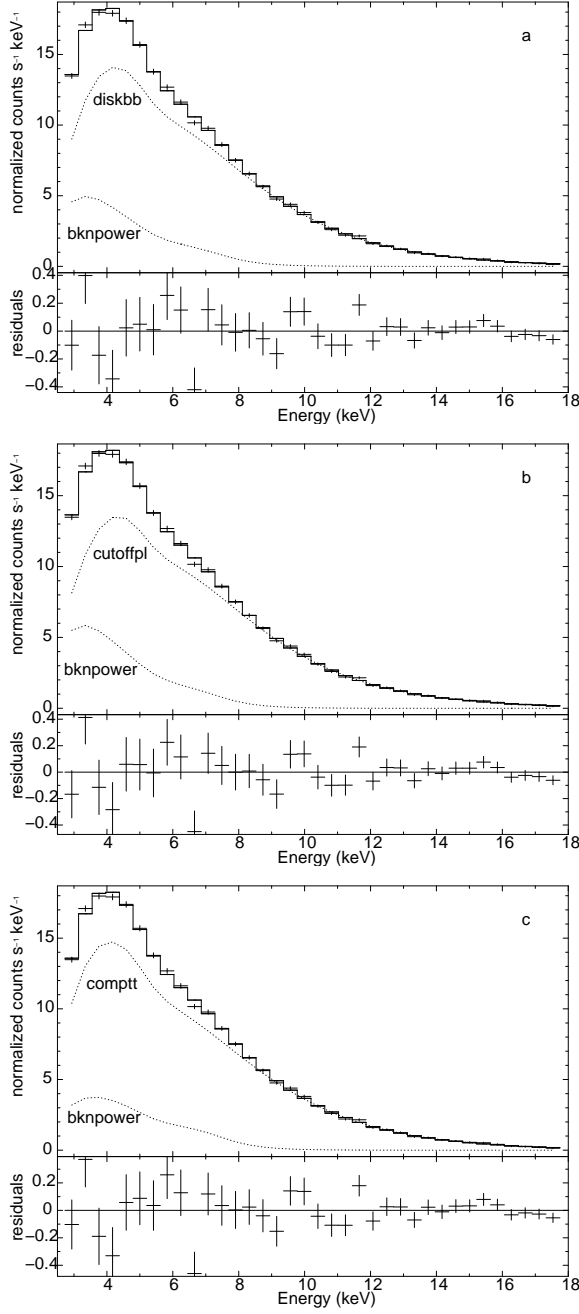 a
normalized counts s⁻¹ keV⁻¹
15
10
5
0
diskbb
bknpower
residuals
0.4
0.2
0
−0.2
−0.4
4 6 8 10 12 14 16 18
Energy (keV)
b
normalized counts s⁻¹ keV⁻¹
15
10
5
0
cutoffpl
bknpower
residuals
0.4
0.2
0
−0.2
−0.4
4 6 8 10 12 14 16 18
Energy (keV)
c
normalized counts s⁻¹ keV⁻¹
15
10
5
0
comptt
bknpower
residuals
0.2
0
−0.2
−0.4
4 6 8 10 12 14 16 18
Energy (keV)